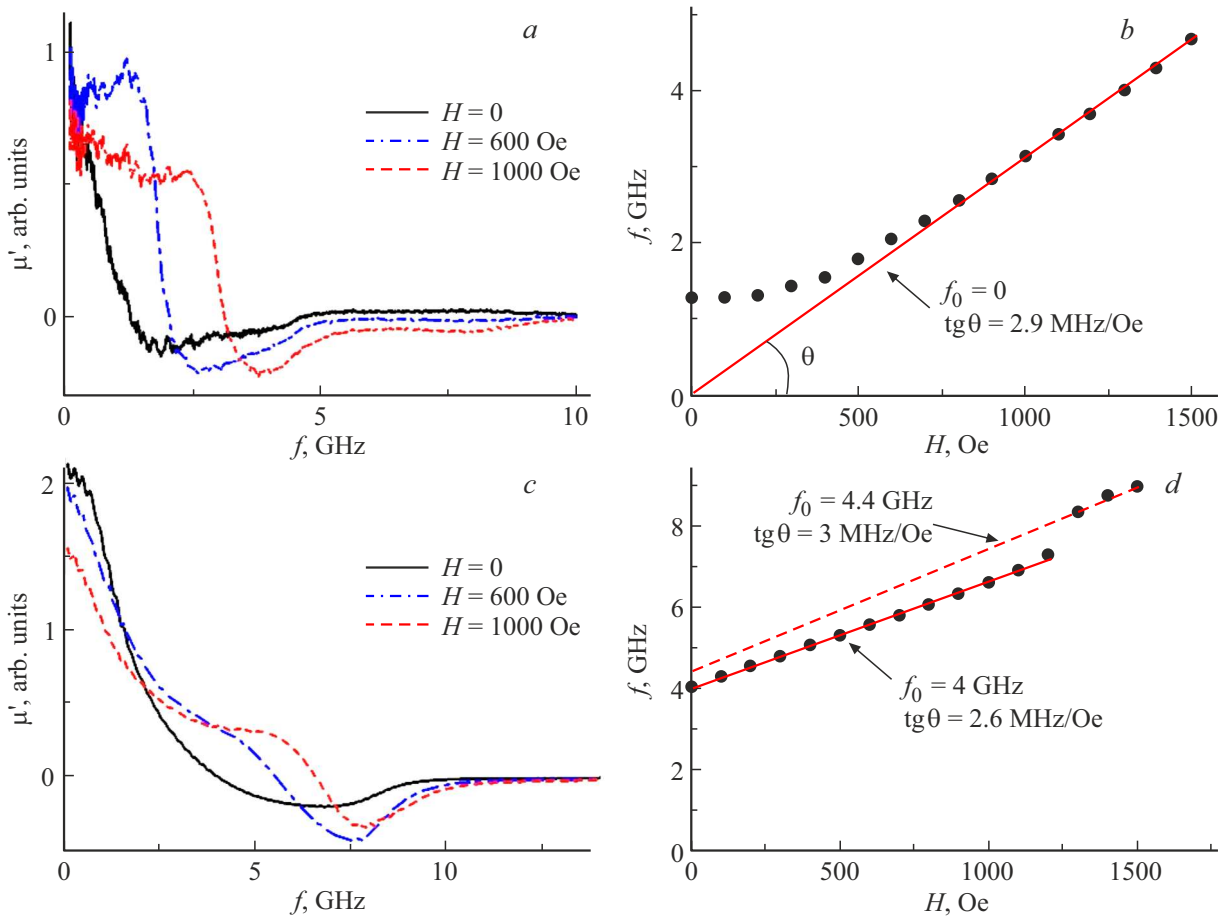 a
1
0
μ', arb. units
H = 0
H = 600 Oe
H = 1000 Oe
0
5
10
f, GHz
b
4
2
0
f, GHz
f0 = 0
tgθ = 2.9 MHz/Oe
θ
0
500
1000
1500
H, Oe
c
2
1
0
μ', arb. units
H = 0
H = 600 Oe
H = 1000 Oe
0
5
10
f, GHz
d
8
6
4
2
0
f, GHz
f0 = 4.4 GHz
tgθ = 3 MHz/Oe
f0 = 4 GHz
tgθ = 2.6 MHz/Oe
0
500
1000
1500
H, Oe